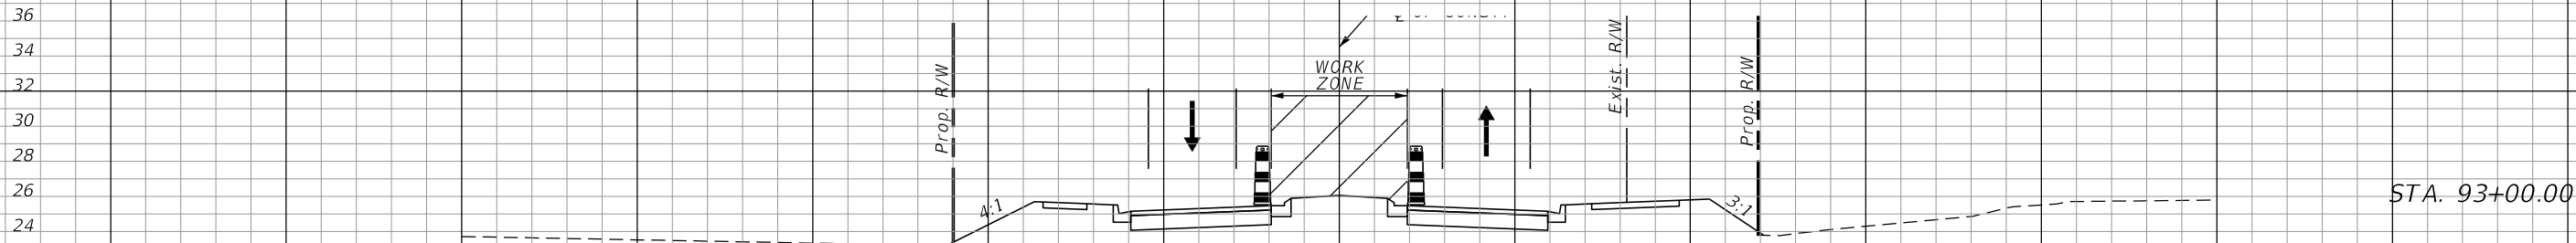 36
34
32
30
28
26
24
Prop. R/W
4:1
WORK
ZONE
Exist. R/W
Prop. R/W
3:1
STA. 93+00.00